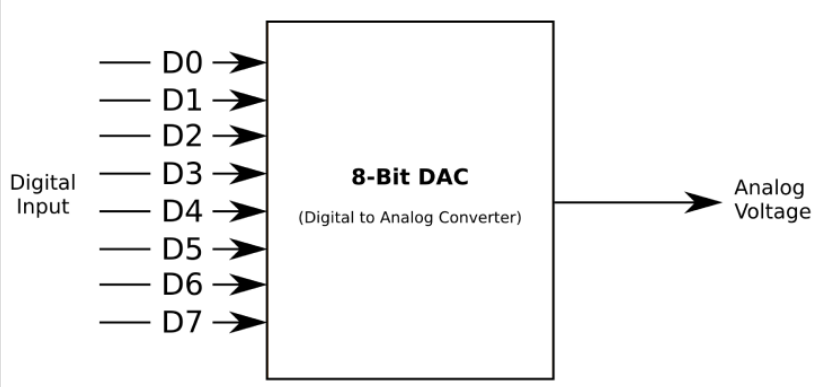 D0
D1
D2
D3
D4
D5
D6
D7
Digital
Input
8-Bit DAC
(Digital to Analog Converter)
Analog
Voltage